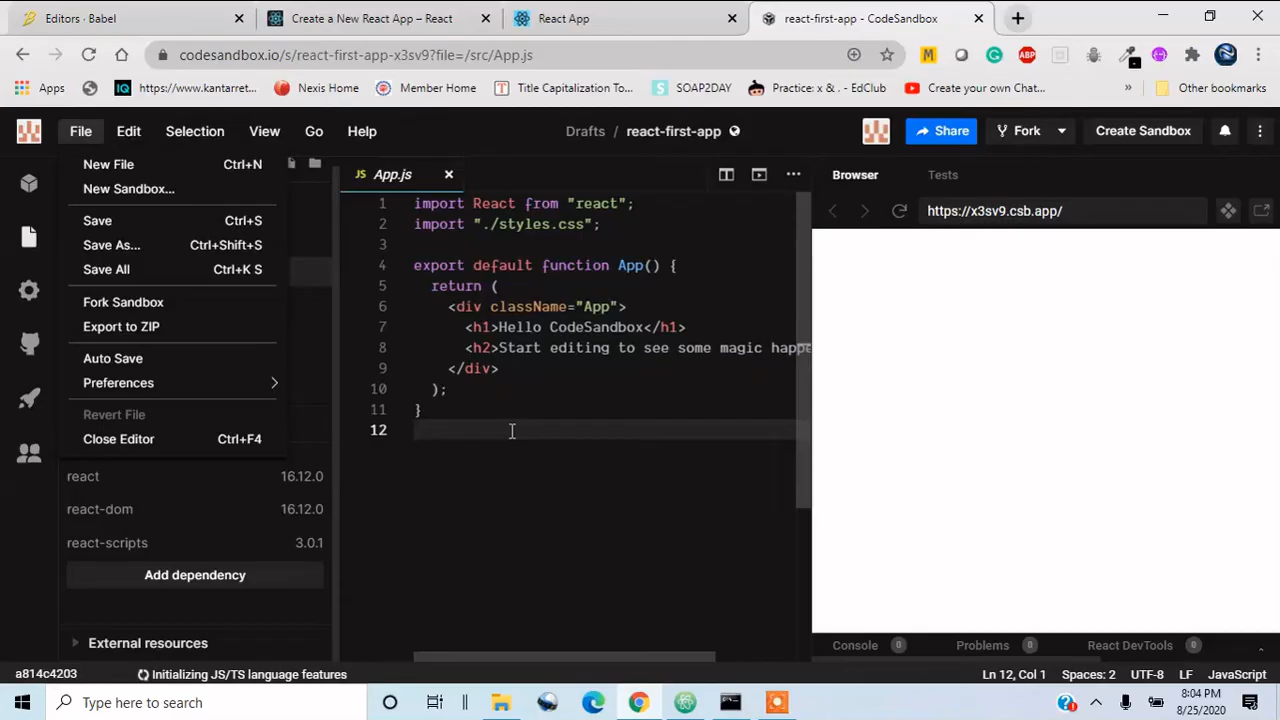 Editors · Babel
Create a New React App – React
React App
react-first-app - CodeSandbox
codesandbox.io/s/react-first-app-x3sv9?file=/src/App.js
Apps
https://www.kantarret...
Nexis Home
Member Home
Title Capitalization To...
SOAP2DAY
Practice: x & . - EdClub
Create your own Chat...
»
Other bookmarks
File Edit Selection View Go Help
Drafts / react-first-app
Share
Fork
Create Sandbox
New File Ctrl+N
New Sandbox...
Save Ctrl+S
Save As... Ctrl+Shift+S
Save All Ctrl+K S
Fork Sandbox
Export to ZIP
Auto Save
Preferences
Revert File
Close Editor Ctrl+F4
react 16.12.0
react-dom 16.12.0
react-scripts 3.0.1
Add dependency
External resources
JS App.js
1 import React from "react";
2 import "./styles.css";
3
4 export default function App() {
5 return (
6 <div className="App">
7 <h1>Hello CodeSandbox</h1>
8 <h2>Start editing to see some magic happe
9 </div>
10 );
11 }
12
Browser Tests
https://x3sv9.csb.app/
Console 0 Problems 0 React DevTools 0
a814c4203 Initializing JS/TS language features
Ln 12, Col 1 Spaces: 2 UTF-8 LF JavaScript
Type here to search
8:04 PM
8/25/2020